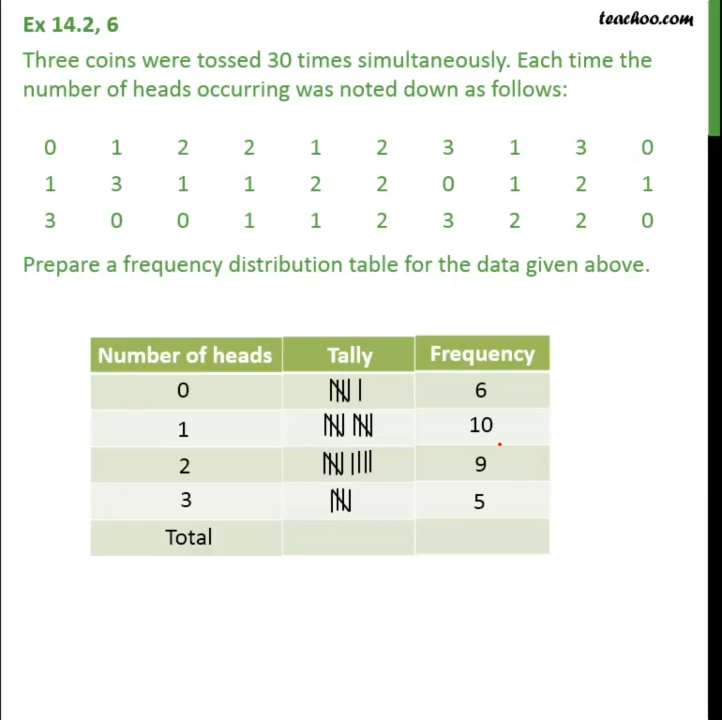 teachoo.com
Ex 14.2, 6
Three coins were tossed 30 times simultaneously. Each time the
number of heads occurring was noted down as follows:
0 1 2 2 1 2 3 1 3 0
1 3 1 1 2 2 0 1 2 1
3 0 0 1 1 2 3 2 2 0
Prepare a frequency distribution table for the data given above.
Number of heads Tally Frequency
0 6
1 10
2 9
3 5
Total